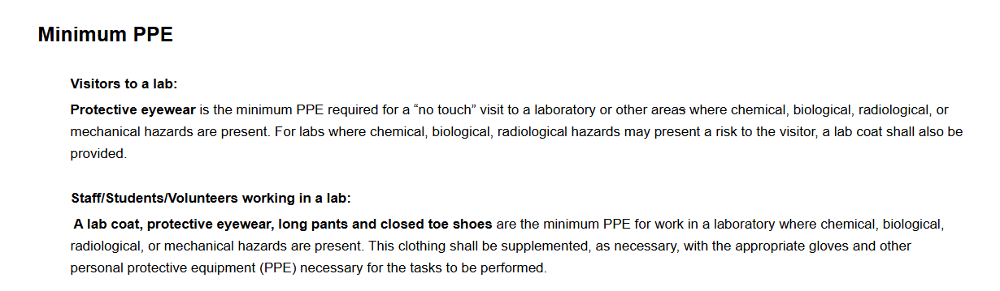 Minimum PPE
Visitors to a lab:
Protective eyewear is the minimum PPE required for a “no touch” visit to a laboratory or other areas where chemical, biological, radiological, or
mechanical hazards are present. For labs where chemical, biological, radiological hazards may present a risk to the visitor, a lab coat shall also be
provided.
Staff/Students/Volunteers working in a lab:
A lab coat, protective eyewear, long pants and closed toe shoes are the minimum PPE for work in a laboratory where chemical, biological,
radiological, or mechanical hazards are present. This clothing shall be supplemented, as necessary, with the appropriate gloves and other
personal protective equipment (PPE) necessary for the tasks to be performed.